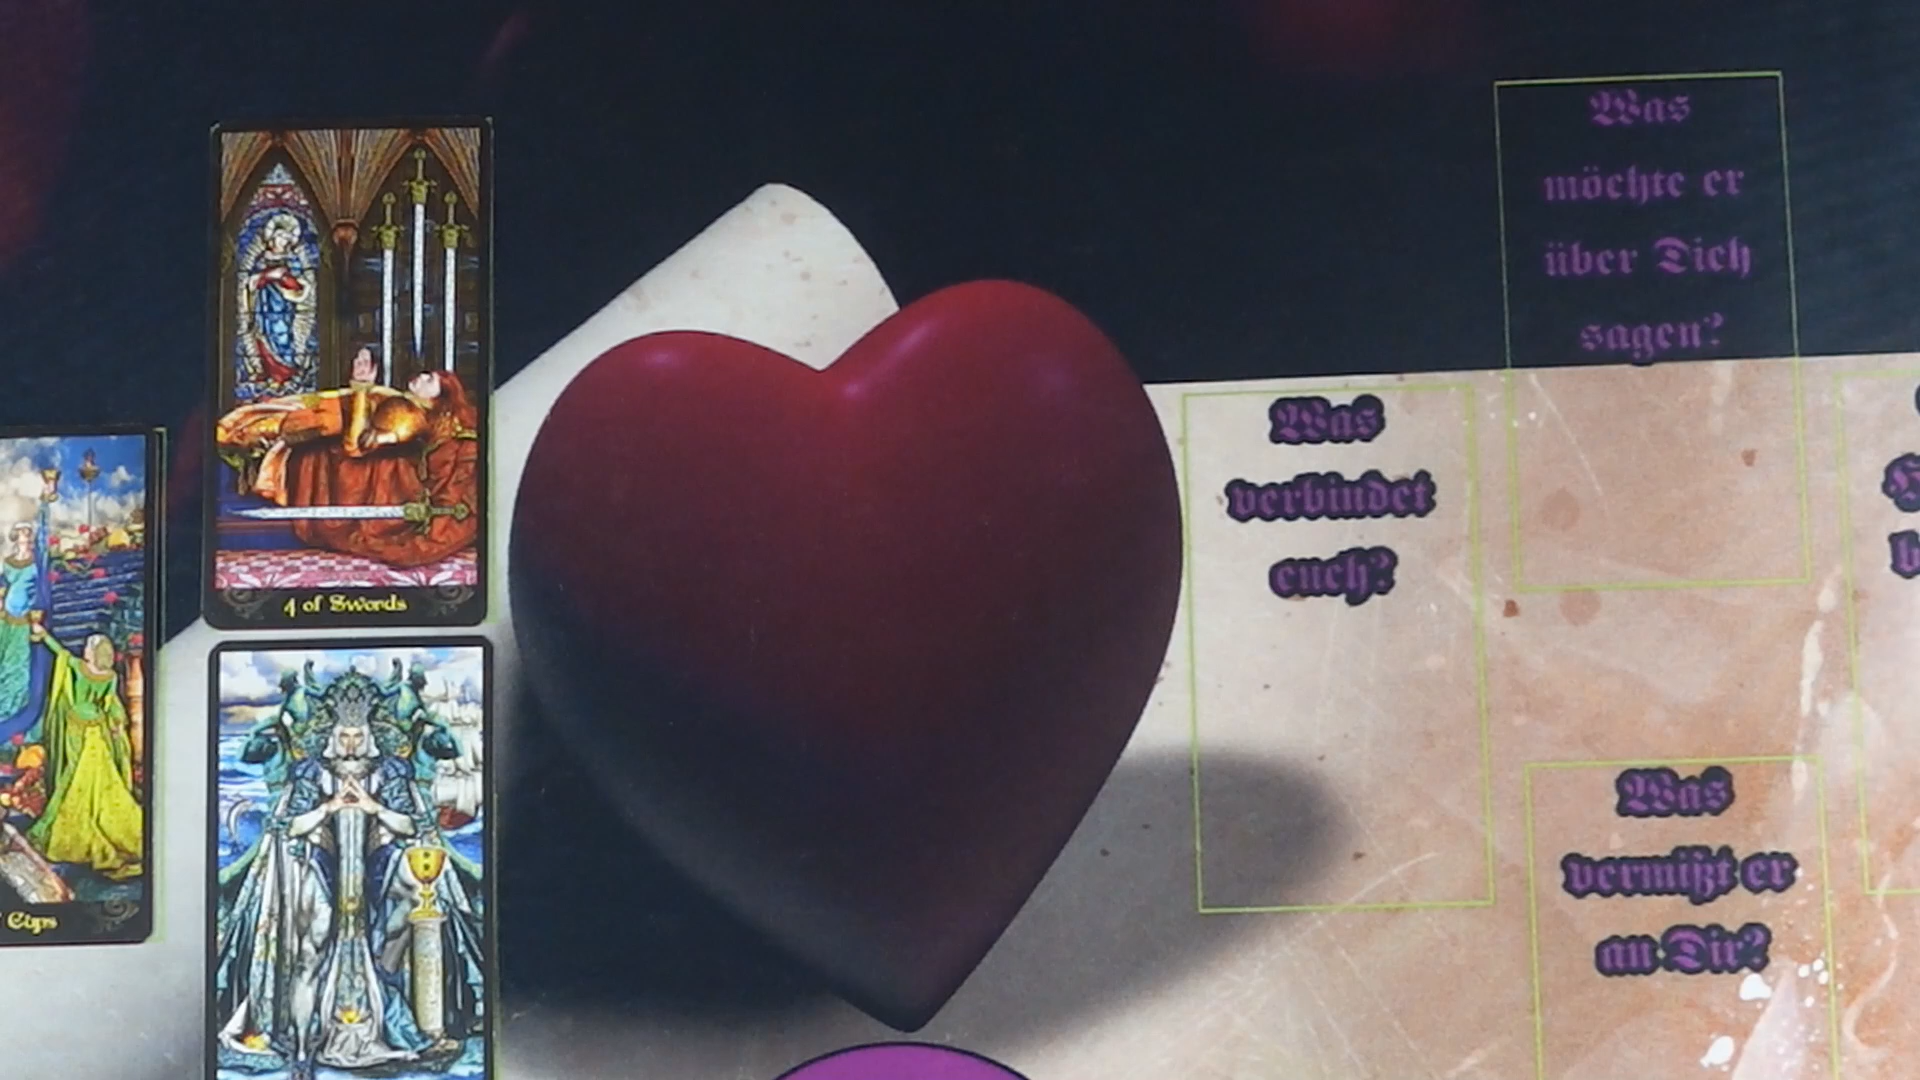 4 of Swords
Cups
Was
möchte er
über Dich
sagen?
Was
verbindet
euch?
Was
vermißt er
an Dir?